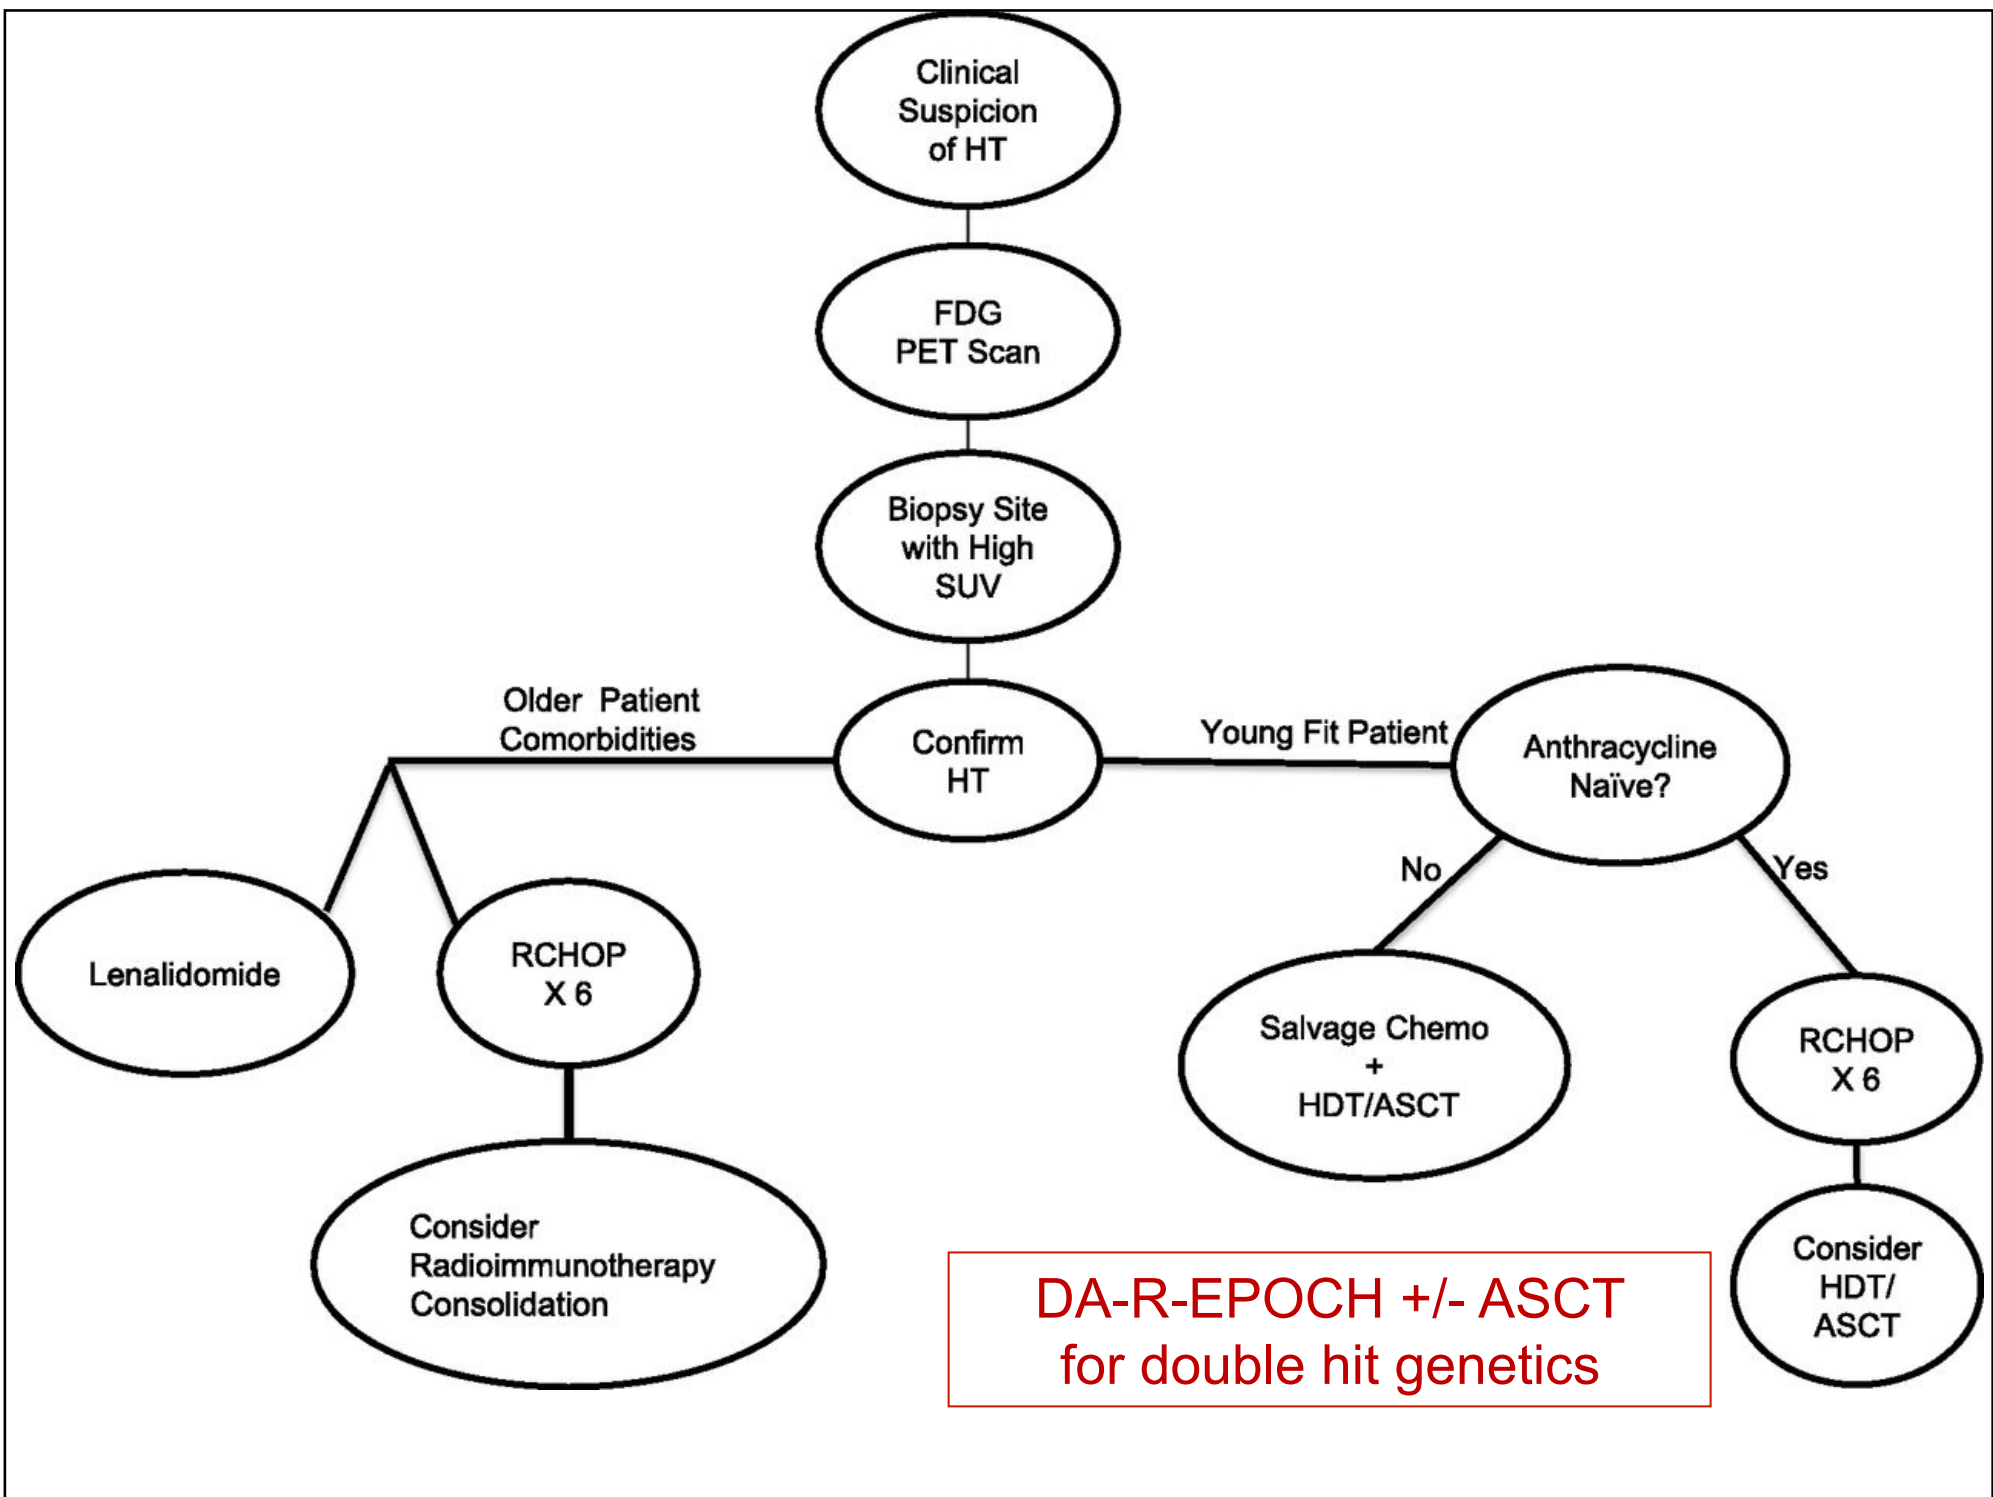 Clinical
Suspicion
of HT
FDG
PET Scan
Biopsy Site
with High
SUV
Confirm
HT
Older Patient
Comorbidities
Young Fit Patient
Anthracycline
Naïve?
No
Yes
Lenalidomide
RCHOP
X 6
Salvage Chemo
+
HDT/ASCT
RCHOP
X 6
Consider
Radioimmunotherapy
Consolidation
Consider
HDT/
ASCT
DA-R-EPOCH +/- ASCT
for double hit genetics